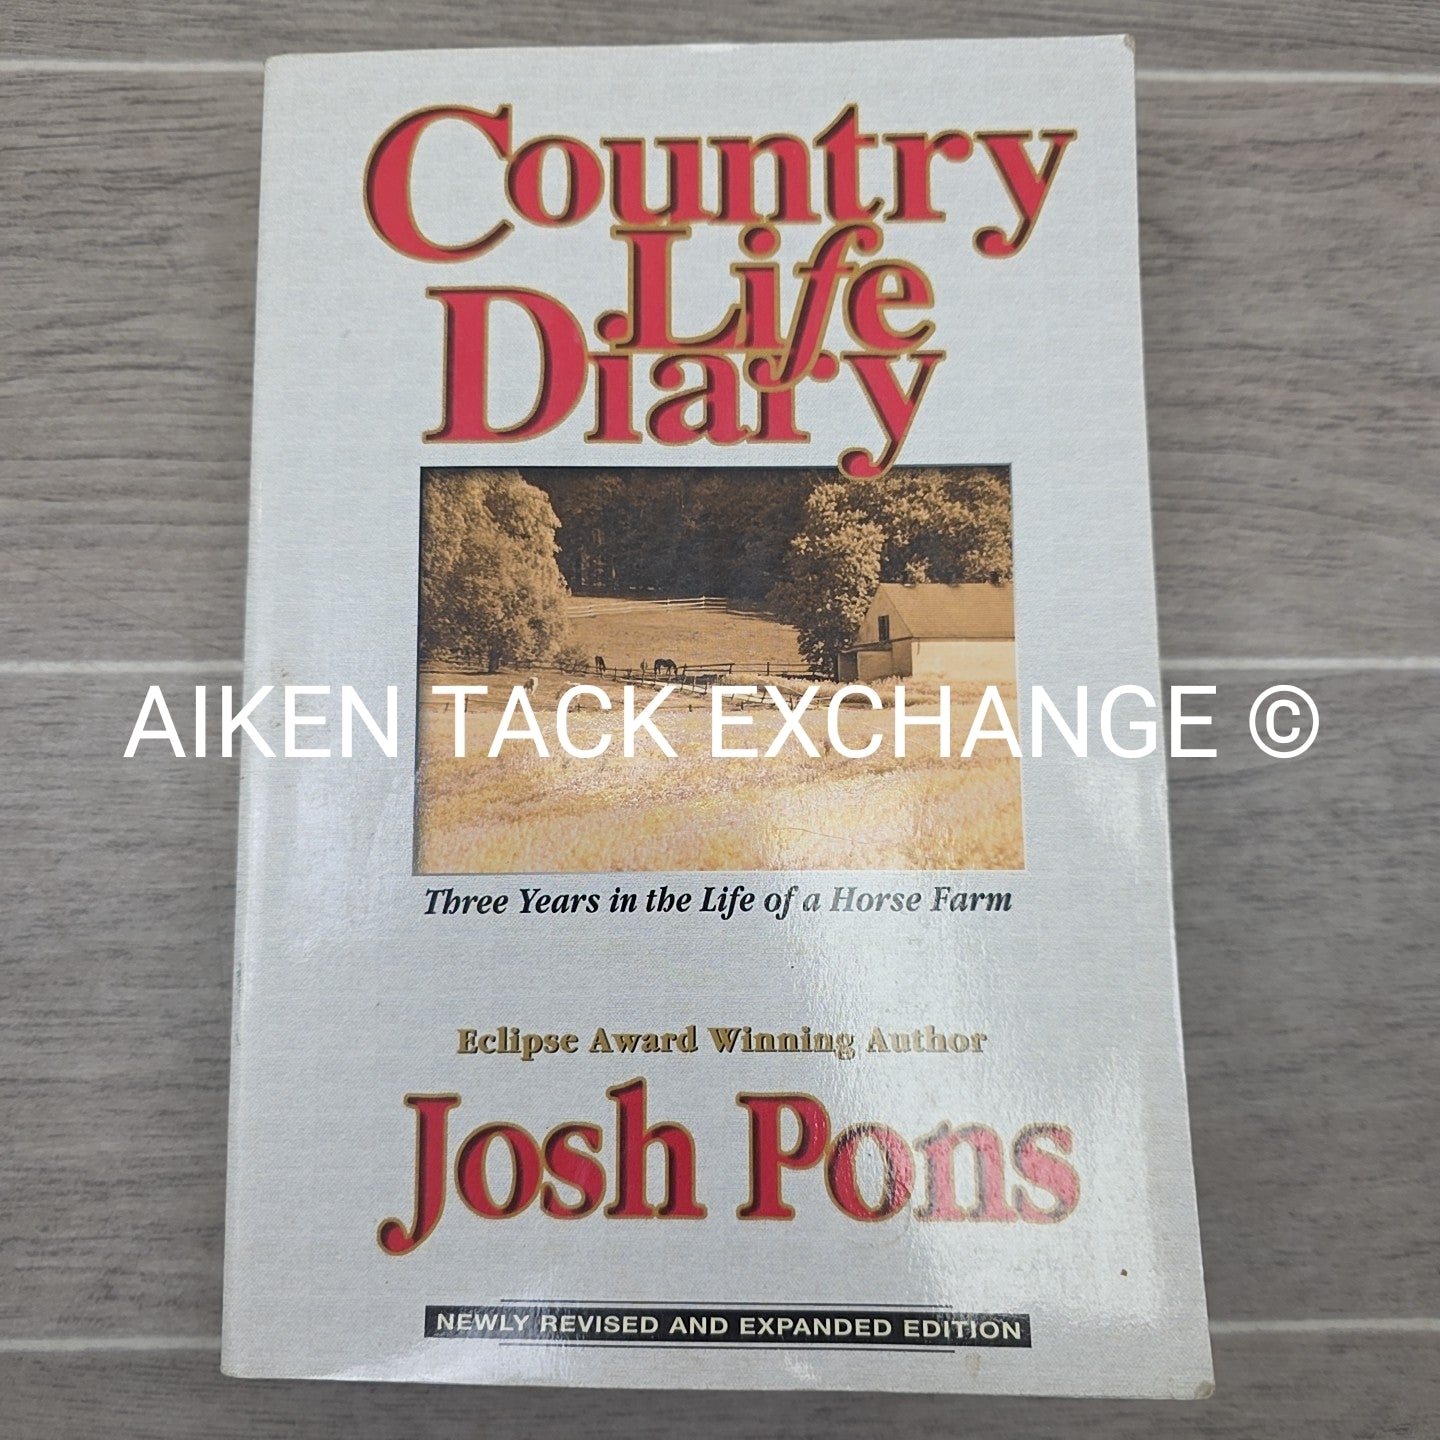 Country
Life
Diary
AIKEN TACK EXCHANGE ©
Three Years in the Life of a Horse Farm
Eclipse Award Winning Author
Josh Pons
NEWLY REVISED AND EXPANDED EDITION